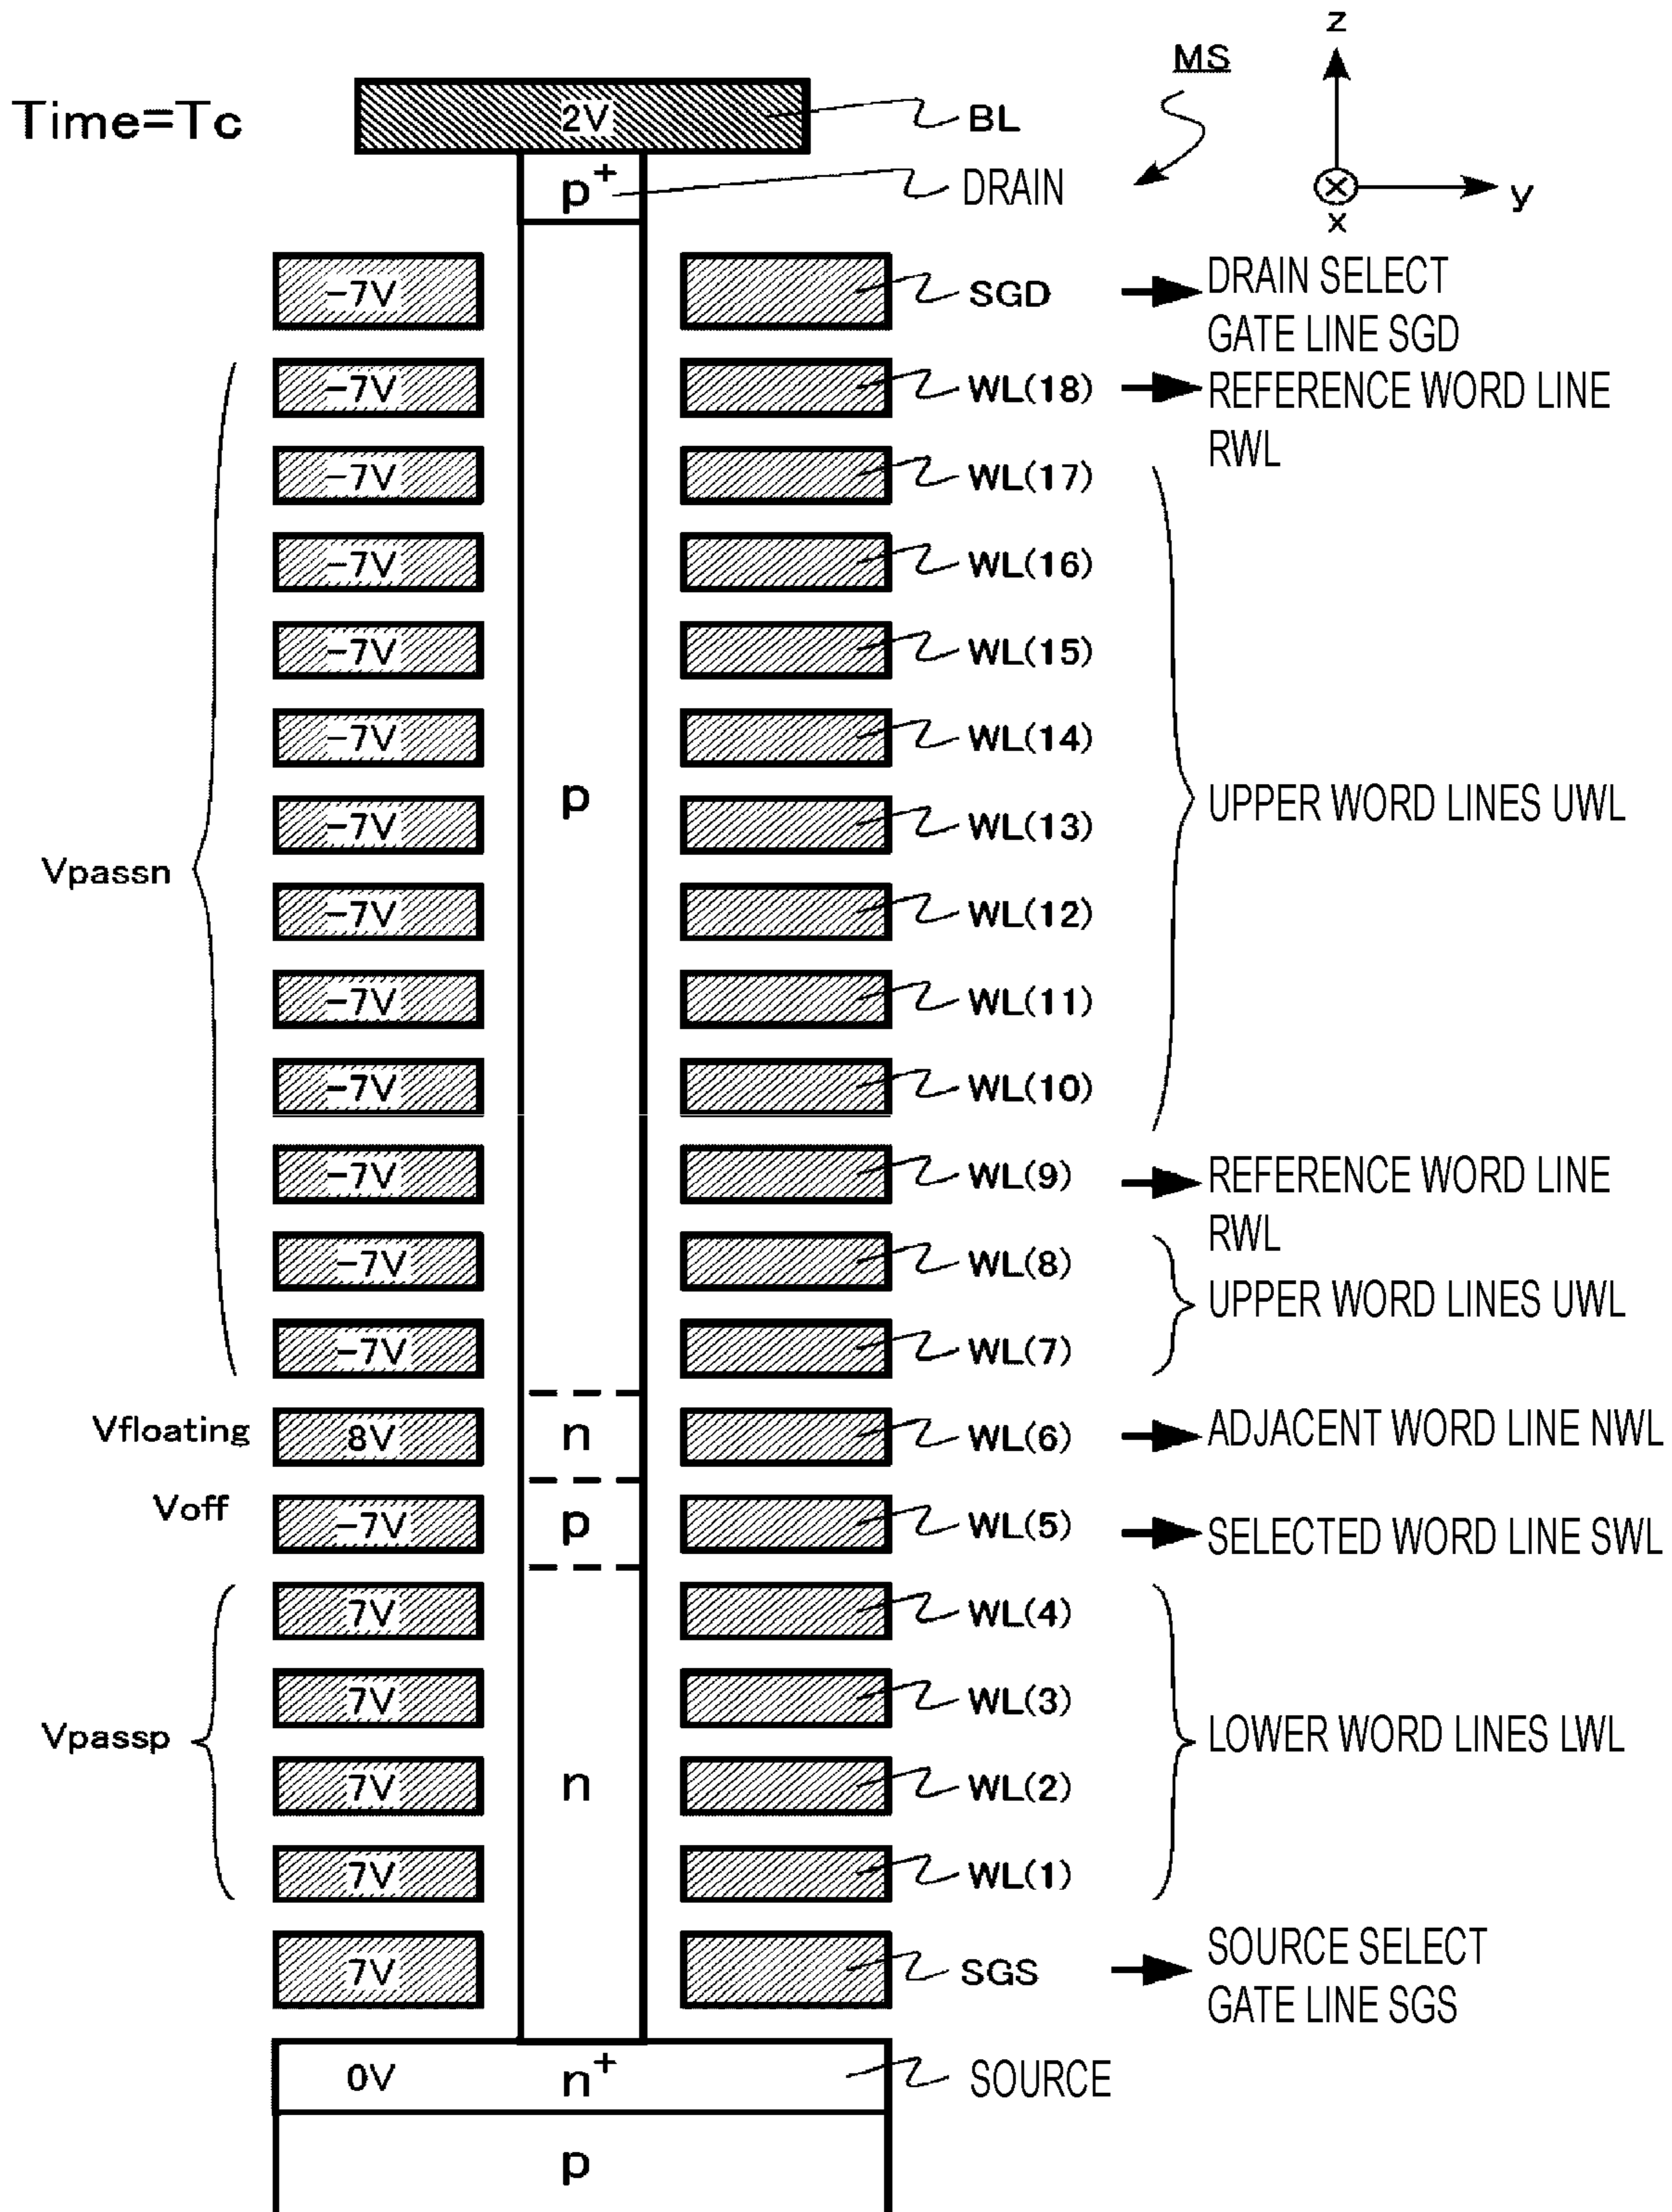 z
MS
Time=Tc
2V
BL
p+
DRAIN
y
x
-7V
SGD
DRAIN SELECT
GATE LINE SGD
-7V
WL(18)
REFERENCE WORD LINE
RWL
-7V
WL(17)
-7V
WL(16)
-7V
WL(15)
-7V
WL(14)
p
-7V
WL(13)
UPPER WORD LINES UWL
Vpassn
-7V
WL(12)
-7V
WL(11)
-7V
WL(10)
-7V
WL(9)
REFERENCE WORD LINE
RWL
-7V
WL(8)
UPPER WORD LINES UWL
-7V
WL(7)
Vfloating
8V
n
WL(6)
ADJACENT WORD LINE NWL
Voff
-7V
p
WL(5)
SELECTED WORD LINE SWL
7V
WL(4)
7V
WL(3)
Vpassp
LOWER WORD LINES LWL
7V
n
WL(2)
7V
WL(1)
7V
SGS
SOURCE SELECT
GATE LINE SGS
0V
n+
SOURCE
p